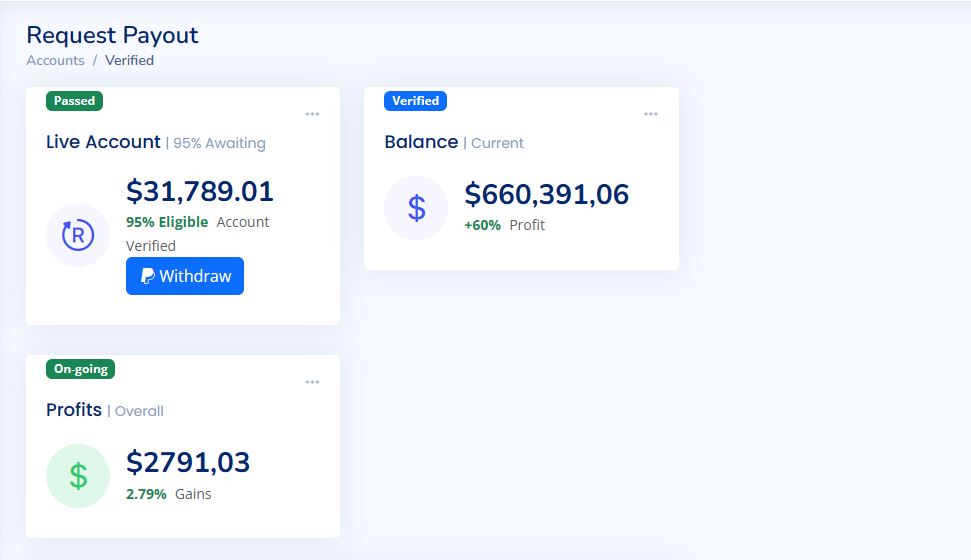 Request Payout
Accounts / Verified
Passed
Live Account | 95% Awaiting
$31,789.01
95% Eligible Account
Verified
Withdraw
Verified
Balance | Current
$660,391,06
+60% Profit
On-going
Profits | Overall
$2791,03
2.79% Gains